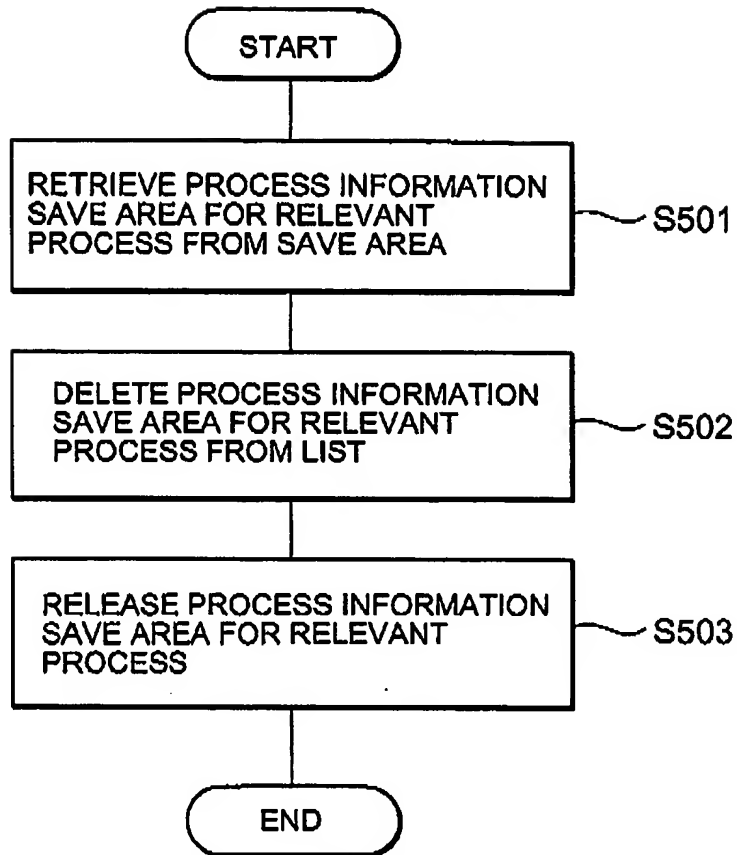 START
RETRIEVE PROCESS INFORMATION
SAVE AREA FOR RELEVANT
PROCESS FROM SAVE AREA
S501
DELETE PROCESS INFORMATION
SAVE AREA FOR RELEVANT
PROCESS FROM LIST
S502
RELEASE PROCESS INFORMATION
SAVE AREA FOR RELEVANT
PROCESS
S503
END